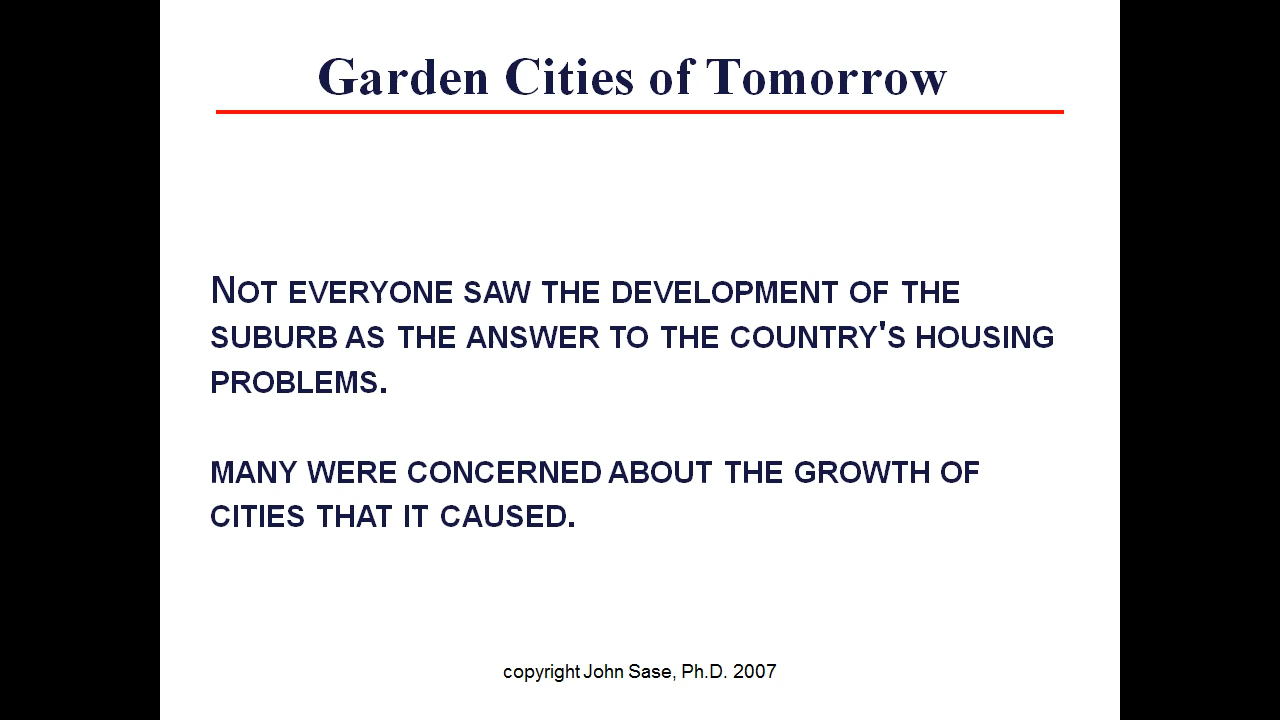 Garden Cities of Tomorrow
Not everyone saw the development of the
suburb as the answer to the country's housing
problems.
many were concerned about the growth of
cities that it caused.
copyright John Sase, Ph.D. 2007